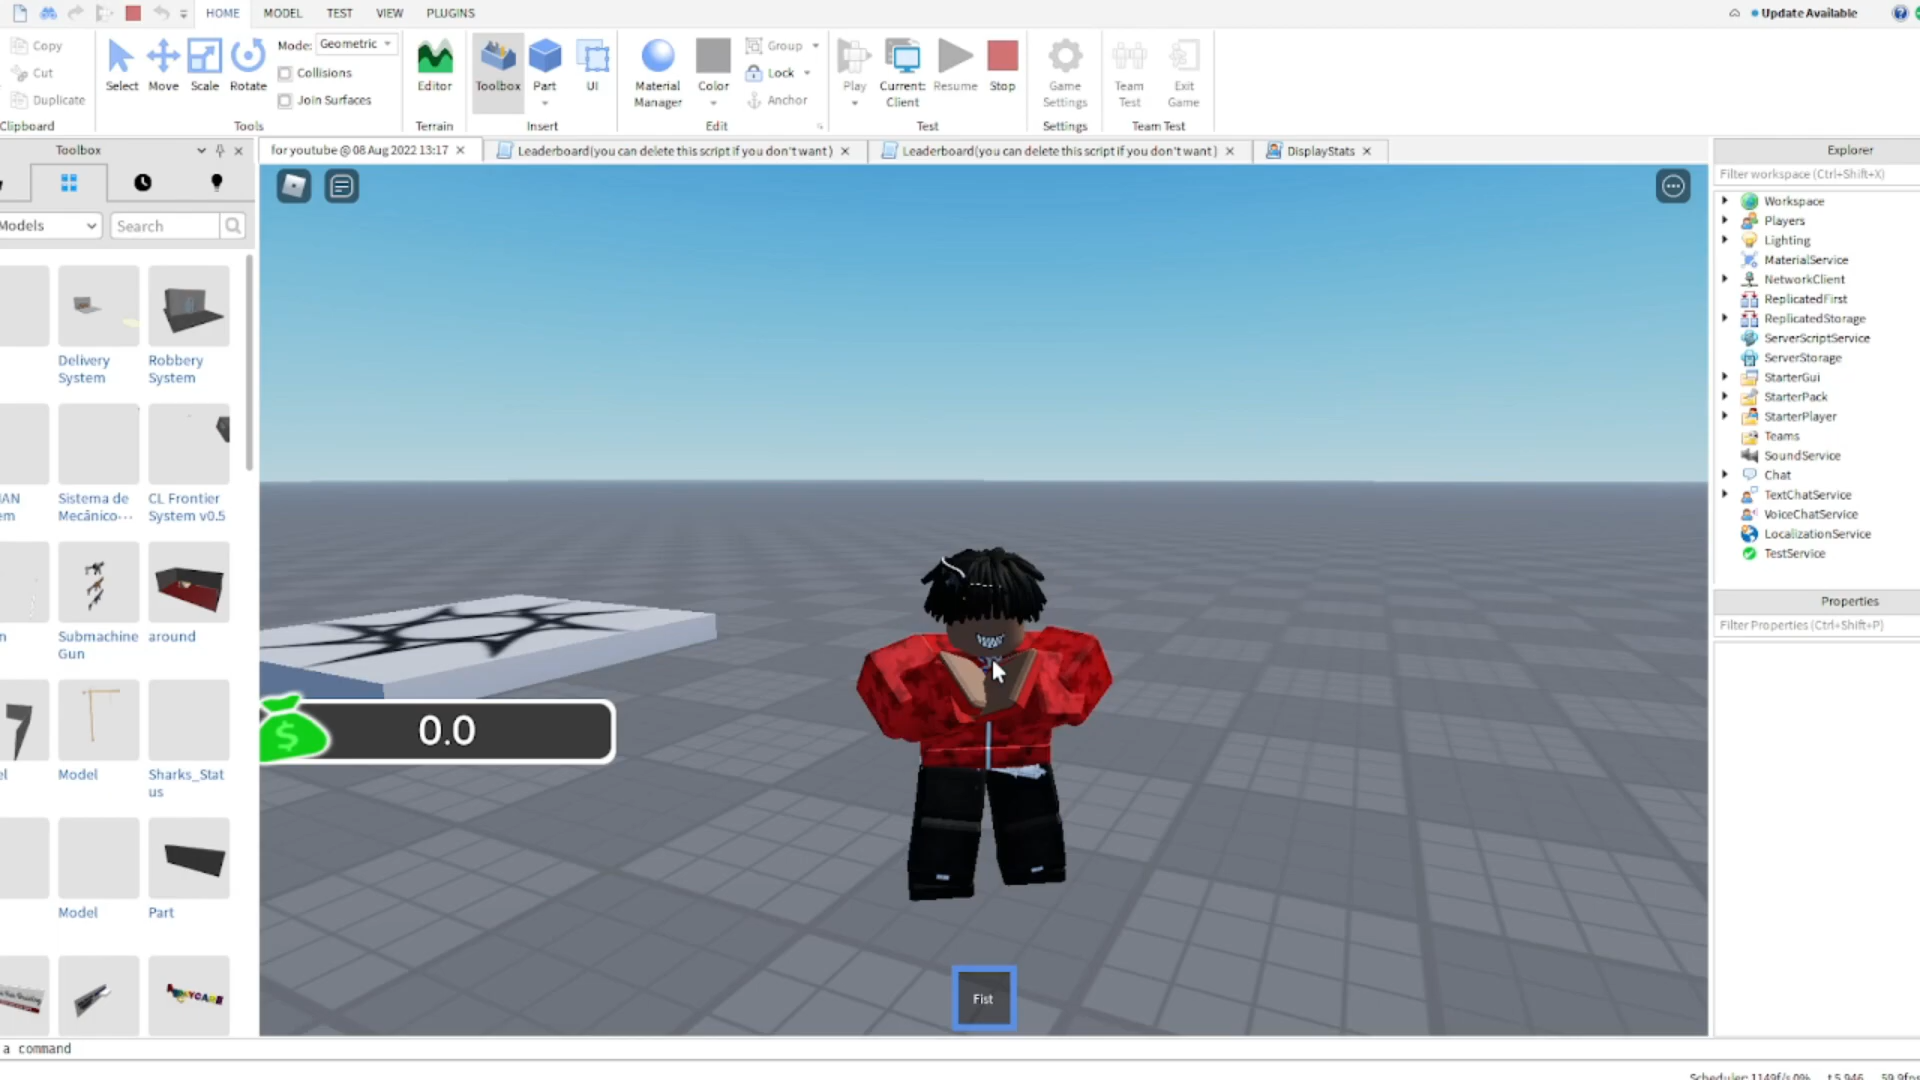 HOME MODEL TEST VIEW PLUGINS
Update Available
Copy
Cut
Duplicate
Clipboard
Select Move Scale Rotate
Mode: Geometric
Collisions
Join Surfaces
Tools
Editor
Terrain
Toolbox Part UI
Insert
Material Manager
Color
Group
Lock
Anchor
Edit
Play
Current: Client
Resume
Stop
Test
Game Settings
Settings
Team Test
Exit Game
Team Test
Toolbox
for youtube @ 08 Aug 2022 13:17
Leaderboard(you can delete this script if you don't want)
Leaderboard(you can delete this script if you don't want)
DisplayStats
Models
Search
Delivery System
Robbery System
Sistema de Mecânico...
CL Frontier System v0.5
Submachine Gun
around
Model
Sharks_Status
Model
Part
0.0
Fist
Explorer
Filter workspace (Ctrl+Shift+X)
Workspace
Players
Lighting
MaterialService
NetworkClient
ReplicatedFirst
ReplicatedStorage
ServerScriptService
ServerStorage
StarterGui
StarterPack
StarterPlayer
Teams
SoundService
Chat
TextChatService
VoiceChatService
LocalizationService
TestService
Properties
Filter Properties (Ctrl+Shift+P)
a command